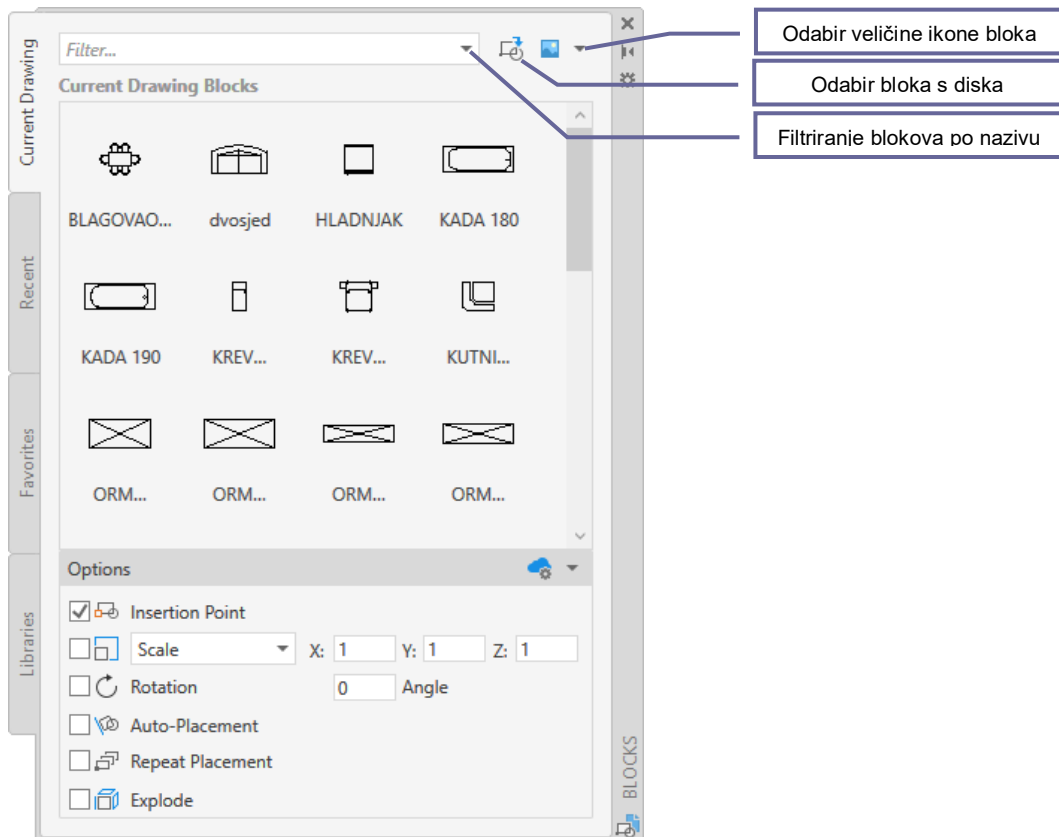 Current Drawing
Recent
Favorites
Libraries
Filter...
Current Drawing Blocks
BLAGOVAO... dvosjed HLADNJAK KADA 180
KADA 190 KREV... KREV... KUTNI...
ORM... ORM... ORM... ORM...
Options
Insertion Point
Scale X: 1 Y: 1 Z: 1
Rotation 0 Angle
Auto-Placement
Repeat Placement
Explode
BLOCKS
Odabir veličine ikone bloka
Odabir bloka s diska
Filtriranje blokova po nazivu